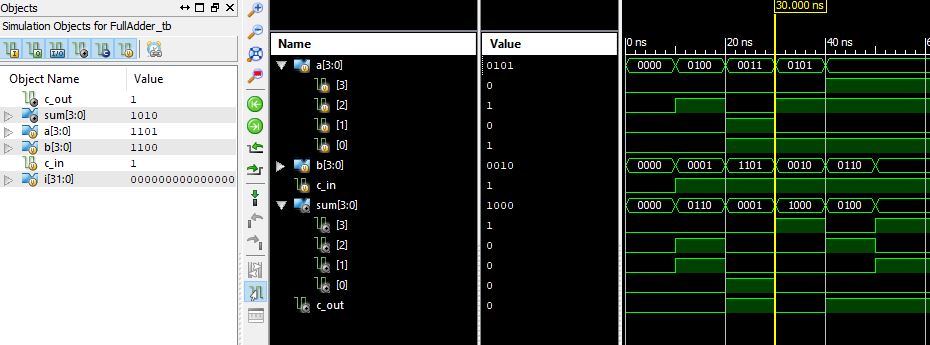 Objects
Simulation Objects for FullAdder_tb
Object Name Value
c_out 1
sum[3:0] 1010
a[3:0] 1101
b[3:0] 1100
c_in 1
i[31:0] 000000000000000
30.000 ns
Name Value
0 ns 20 ns 40 ns
a[3:0] 0101 0000 0100 0011 0101
[3] 0
[2] 1
[1] 0
[0] 1
b[3:0] 0010 0000 0001 1101 0010 0110
c_in 1
sum[3:0] 1000 0000 0110 0001 1000 0100
[3] 1
[2] 0
[1] 0
[0] 0
c_out 0